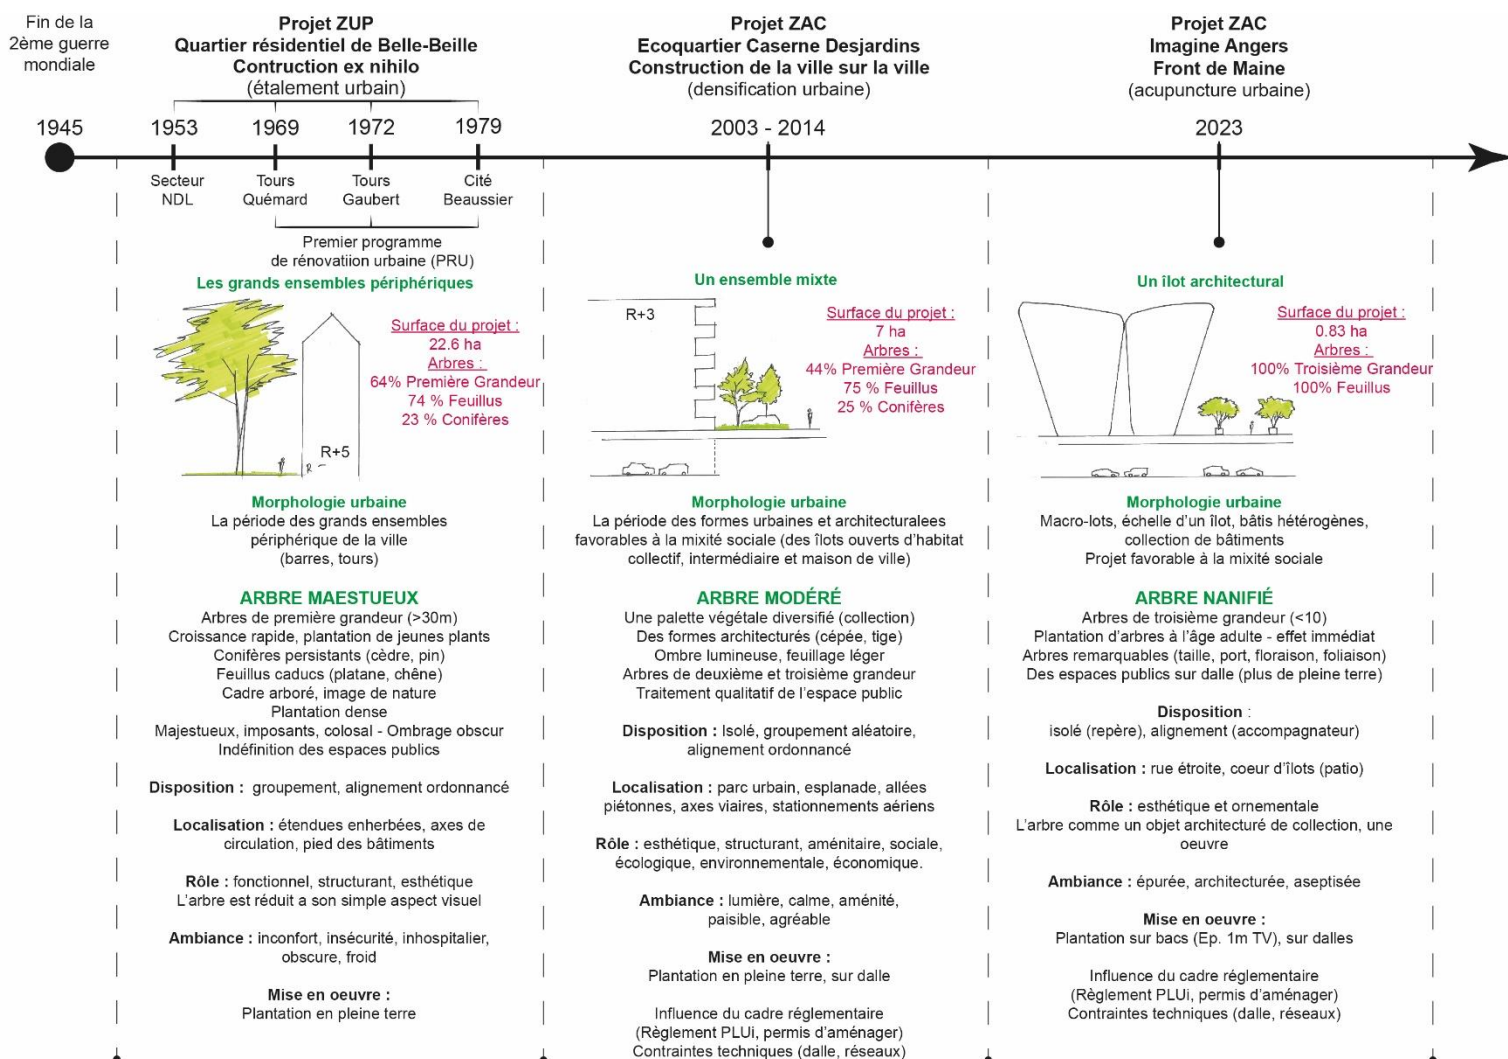 Fin de la
2ème guerre
mondiale
1945
Projet ZUP
Quartier résidentiel de Belle-Beille
Contruction ex nihilo
(étalement urbain)
1953
1969
1972
1979
Secteur
NDL
Tours
Quémard
Tours
Gaubert
Cité
Beaussier
Premier programme
de rénovatiion urbaine (PRU)
Les grands ensembles périphériques
Surface du projet :
22.6 ha
Arbres :
64% Première Grandeur
74 % Feuillus
23 % Conifères
R+5
Morphologie urbaine
La période des grands ensembles
périphérique de la ville
(barres, tours)
ARBRE MAESTUEUX
Arbres de première grandeur (>30m)
Croissance rapide, plantation de jeunes plants
Conifères persistants (cèdre, pin)
Feuillus caducs (platane, chêne)
Cadre arboré, image de nature
Plantation dense
Majestueux, imposants, colosal - Ombrage obscur
Indéfinition des espaces publics
Disposition : groupement, alignement ordonnancé
Localisation : étendues enherbées, axes de
circulation, pied des bâtiments
Rôle : fonctionnel, structurant, esthétique
L'arbre est réduit a son simple aspect visuel
Ambiance : inconfort, insécurité, inhospitalier,
obscure, froid
Mise en oeuvre :
Plantation en pleine terre
Projet ZAC
Ecoquartier Caserne Desjardins
Construction de la ville sur la ville
(densification urbaine)
2003 - 2014
Un ensemble mixte
R+3
Surface du projet :
7 ha
Arbres :
44% Première Grandeur
75 % Feuillus
25 % Conifères
Morphologie urbaine
La période des formes urbaines et architecturalees
favorables à la mixité sociale (des îlots ouverts d'habitat
collectif, intermédiaire et maison de ville)
ARBRE MODÉRÉ
Une palette végétale diversifié (collection)
Des formes architecturés (cépée, tige)
Ombre lumineuse, feuillage léger
Arbres de deuxième et troisième grandeur
Traitement qualitatif de l'espace public
Disposition : Isolé, groupement aléatoire,
alignement ordonnancé
Localisation : parc urbain, esplanade, allées
piétonnes, axes viaires, stationnements aériens
Rôle : esthétique, structurant, aménitaire, sociale,
écologique, environnementale, économique.
Ambiance : lumière, calme, aménité,
paisible, agréable
Mise en oeuvre :
Plantation en pleine terre, sur dalle
Influence du cadre réglementaire
(Règlement PLUi, permis d'aménager)
Contraintes techniques (dalle, réseaux)
Projet ZAC
Imagine Angers
Front de Maine
(acupuncture urbaine)
2023
Un îlot architectural
Surface du projet :
0.83 ha
Arbres :
100% Troisième Grandeur
100% Feuillus
Morphologie urbaine
Macro-lots, échelle d'un îlot, bâtis hétérogènes,
collection de bâtiments
Projet favorable à la mixité sociale
ARBRE NANIFIÉ
Arbres de troisième grandeur (<10)
Plantation d'arbres à l'âge adulte - effet immédiat
Arbres remarquables (taille, port, floraison, foliaison)
Des espaces publics sur dalle (plus de pleine terre)
Disposition :
isolé (repère), alignement (accompagnateur)
Localisation : rue étroite, coeur d'îlots (patio)
Rôle : esthétique et ornementale
L'arbre comme un objet architecturé de collection, une
oeuvre
Ambiance : épurée, architecturée, aseptisée
Mise en oeuvre :
Plantation sur bacs (Ep. 1m TV), sur dalles
Influence du cadre réglementaire
(Règlement PLUi, permis d'aménager)
Contraintes techniques (dalle, réseaux)